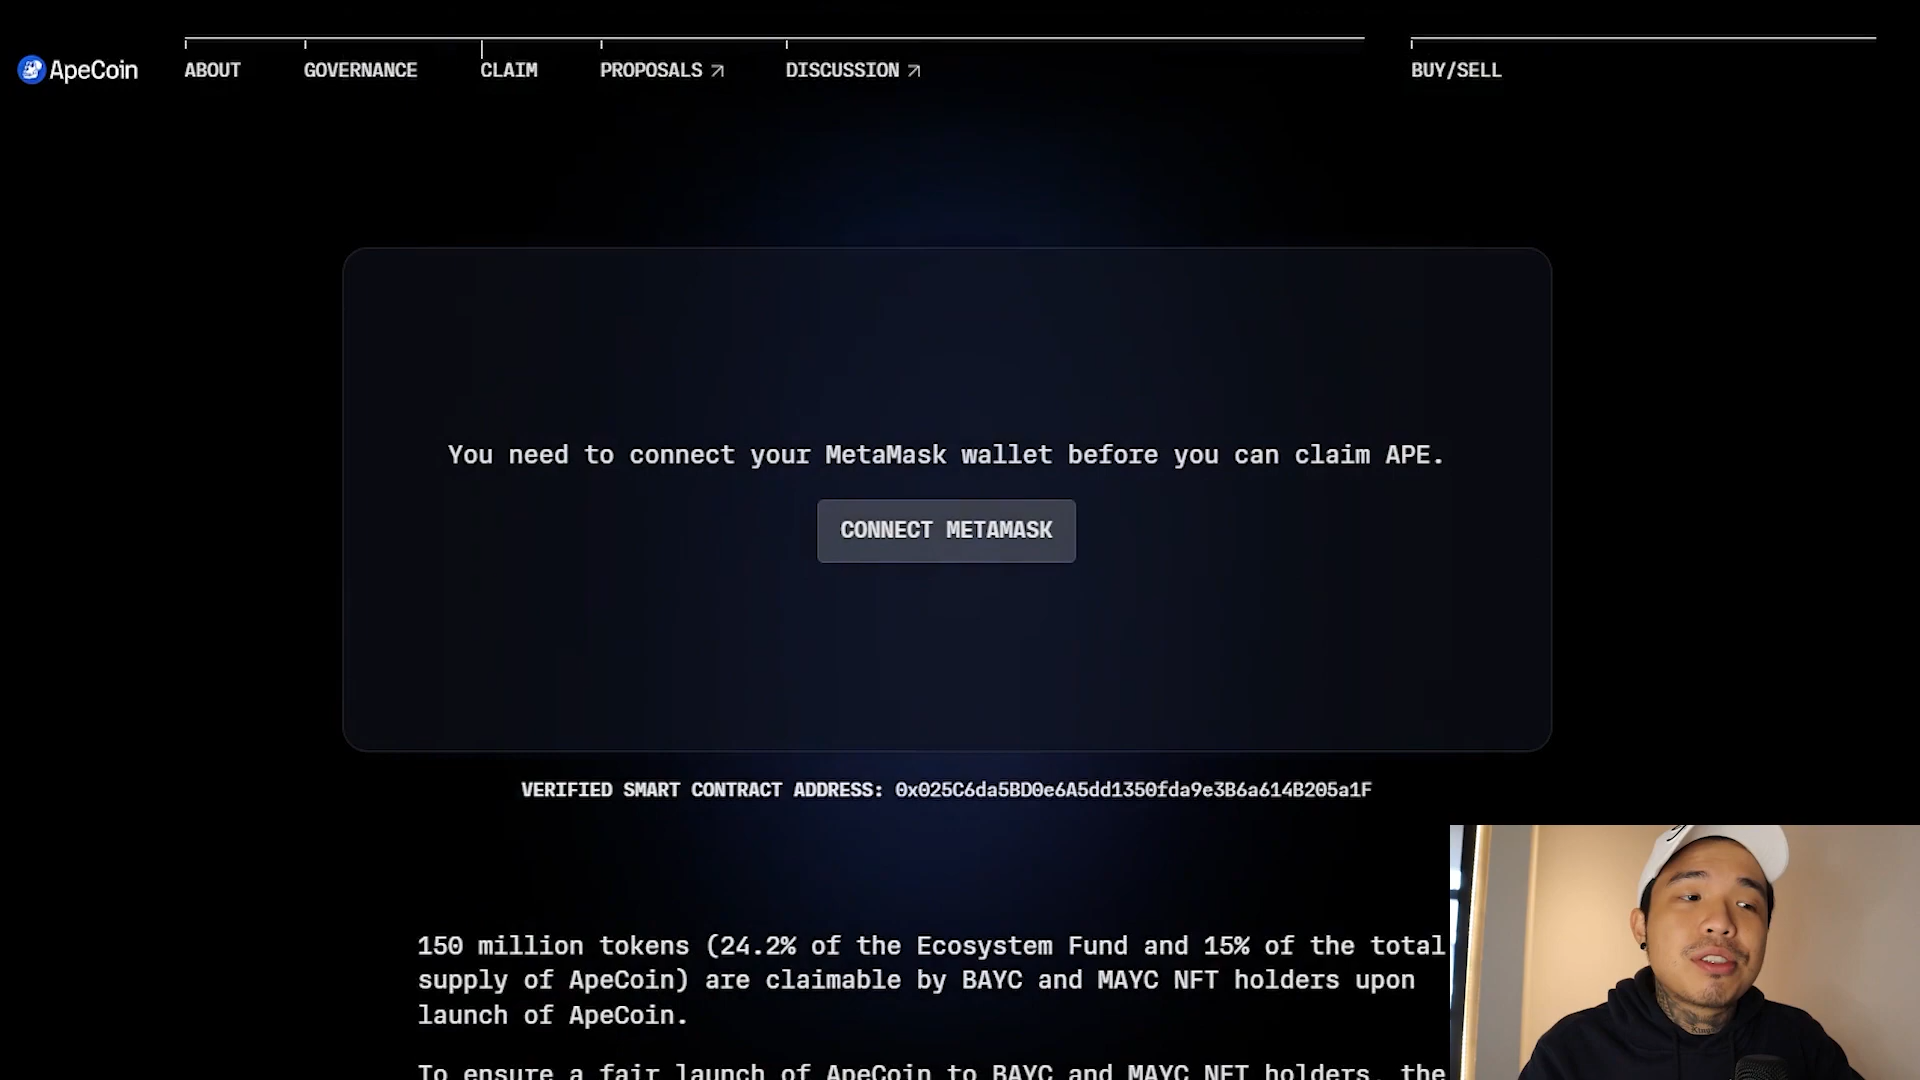 ApeCoin
ABOUT
GOVERNANCE
CLAIM
PROPOSALS
DISCUSSION
BUY/SELL
You need to connect your MetaMask wallet before you can claim APE.
CONNECT METAMASK
VERIFIED SMART CONTRACT ADDRESS: 0x025C6da5BD0e6A5dd1350fda9e3B6a614B205a1F
150 million tokens (24.2% of the Ecosystem Fund and 15% of the total
supply of ApeCoin) are claimable by BAYC and MAYC NFT holders upon
launch of ApeCoin.
To ensure a fair launch of ApeCoin to BAYC and MAYC NFT holders, the